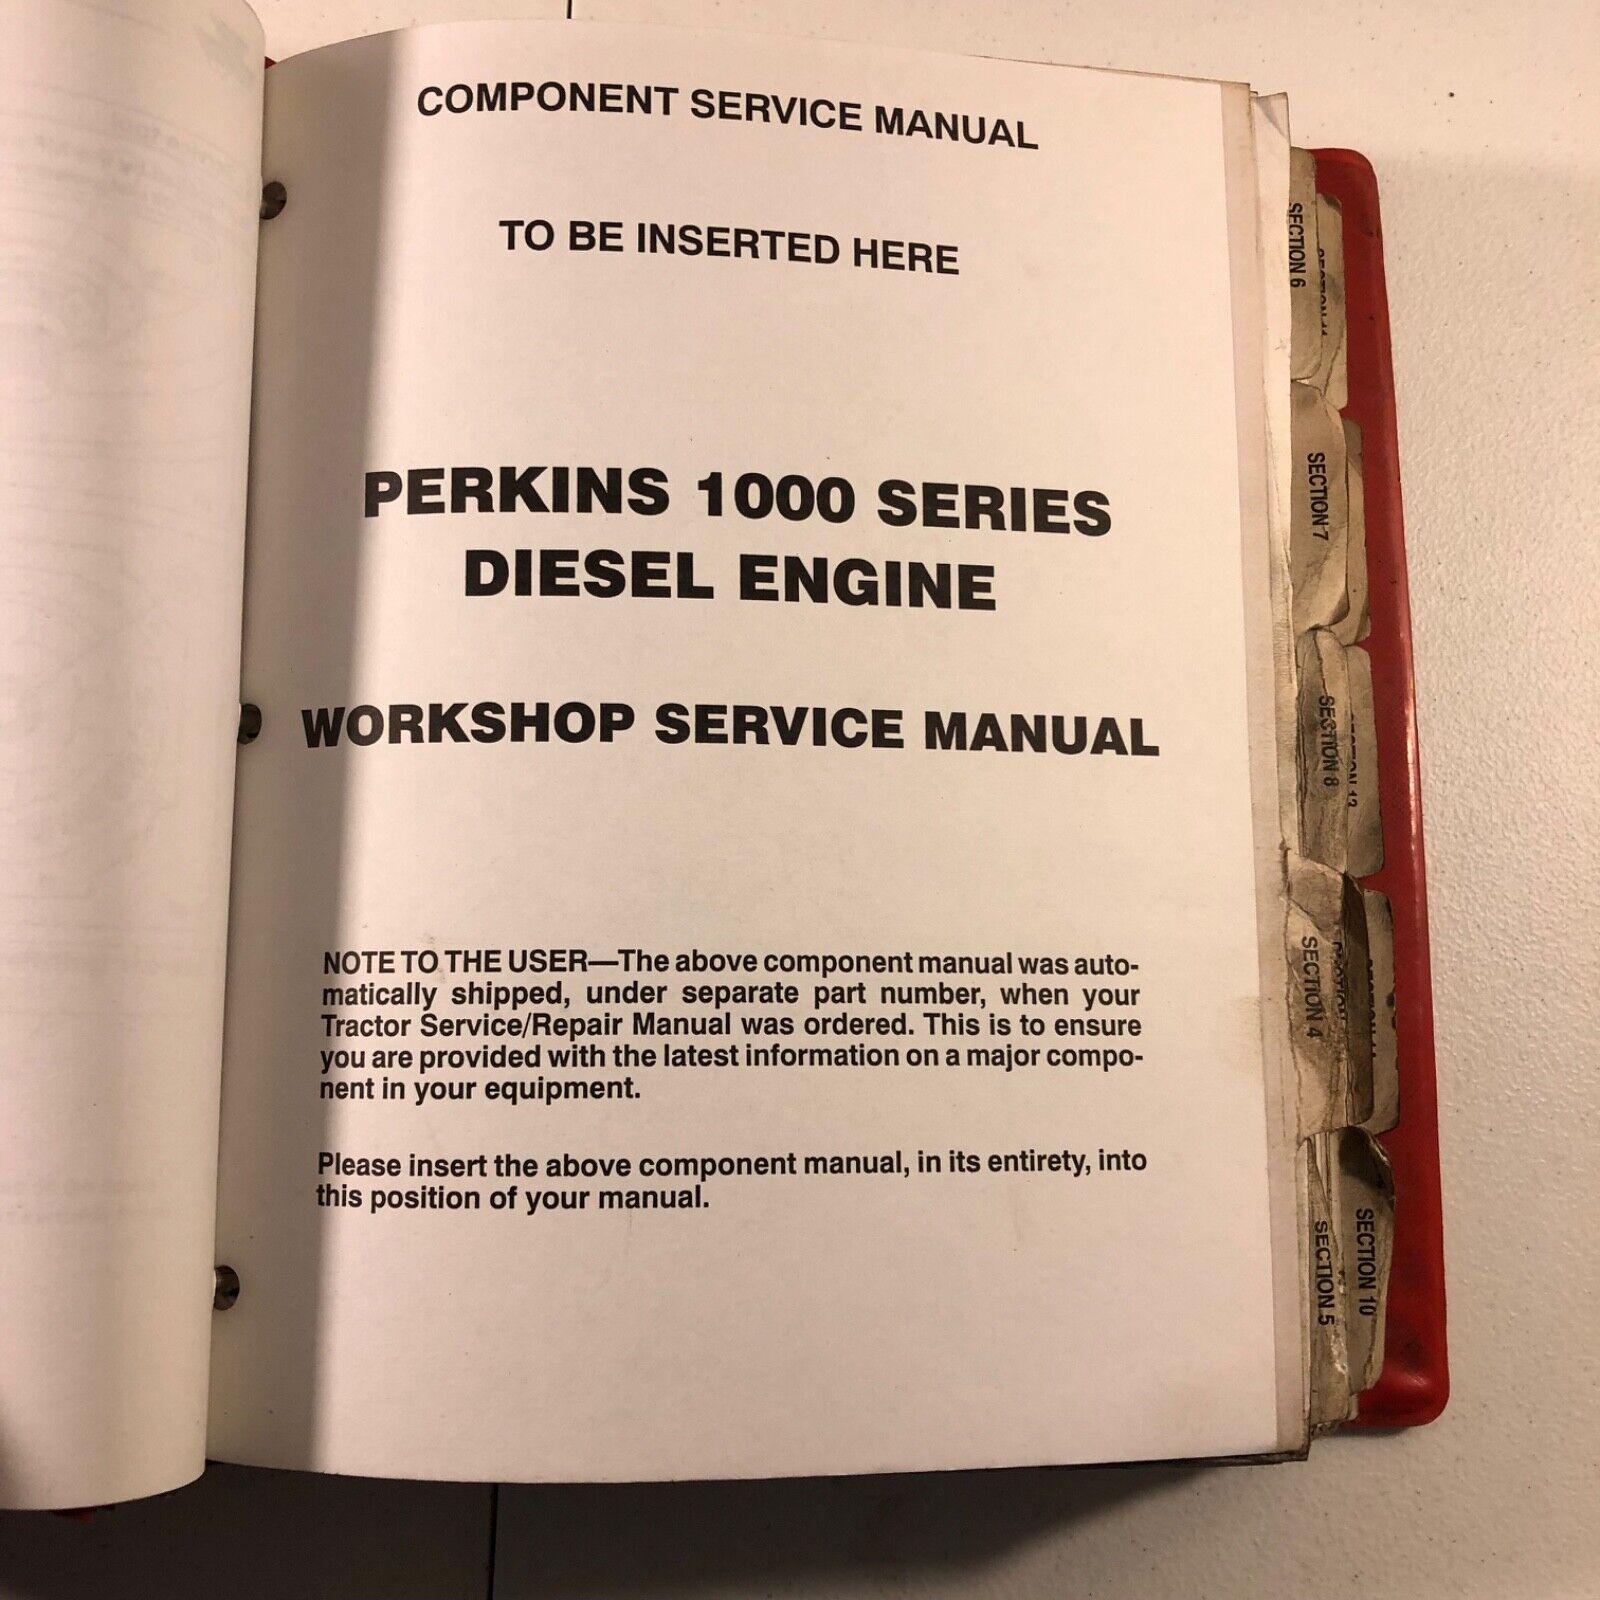 COMPONENT SERVICE MANUAL
TO BE INSERTED HERE
PERKINS 1000 SERIES
DIESEL ENGINE
WORKSHOP SERVICE MANUAL
NOTE TO THE USER—The above component manual was auto-
matically shipped, under separate part number, when your
Tractor Service/Repair Manual was ordered. This is to ensure
you are provided with the latest information on a major compo-
nent in your equipment.
Please insert the above component manual, in its entirety, into
this position of your manual.
SECTION 6
SECTION 7
SECTION 8
SECTION 4
SECTION 5
SECTION 10